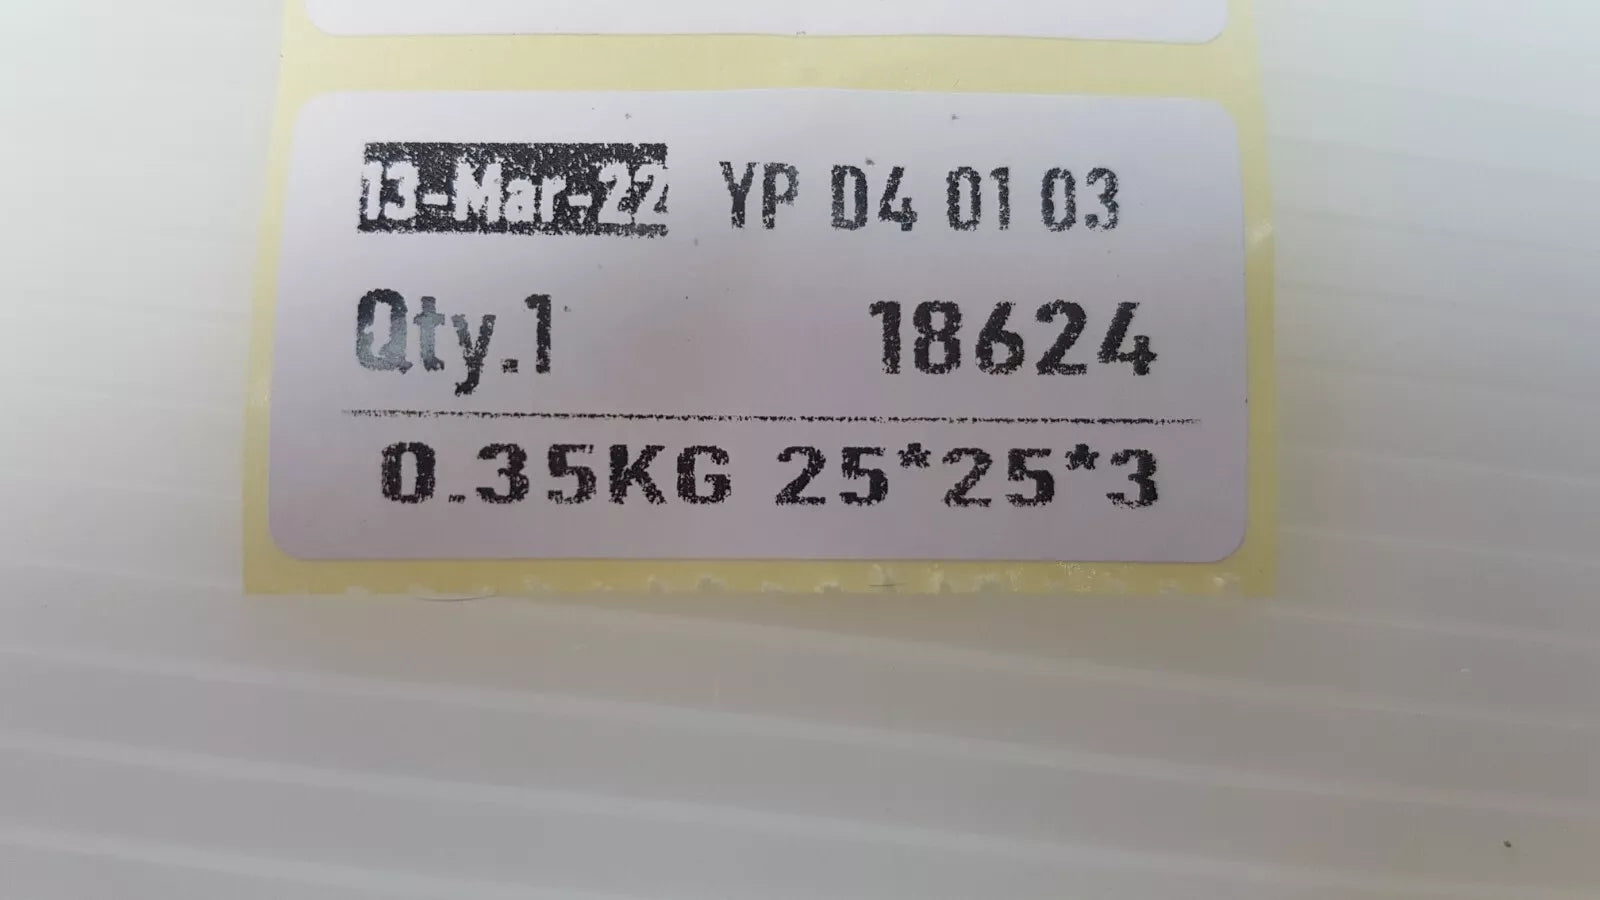 13-Mar-22 YP D4 01 03
Qty.1 18624
0.35KG 25*25*3